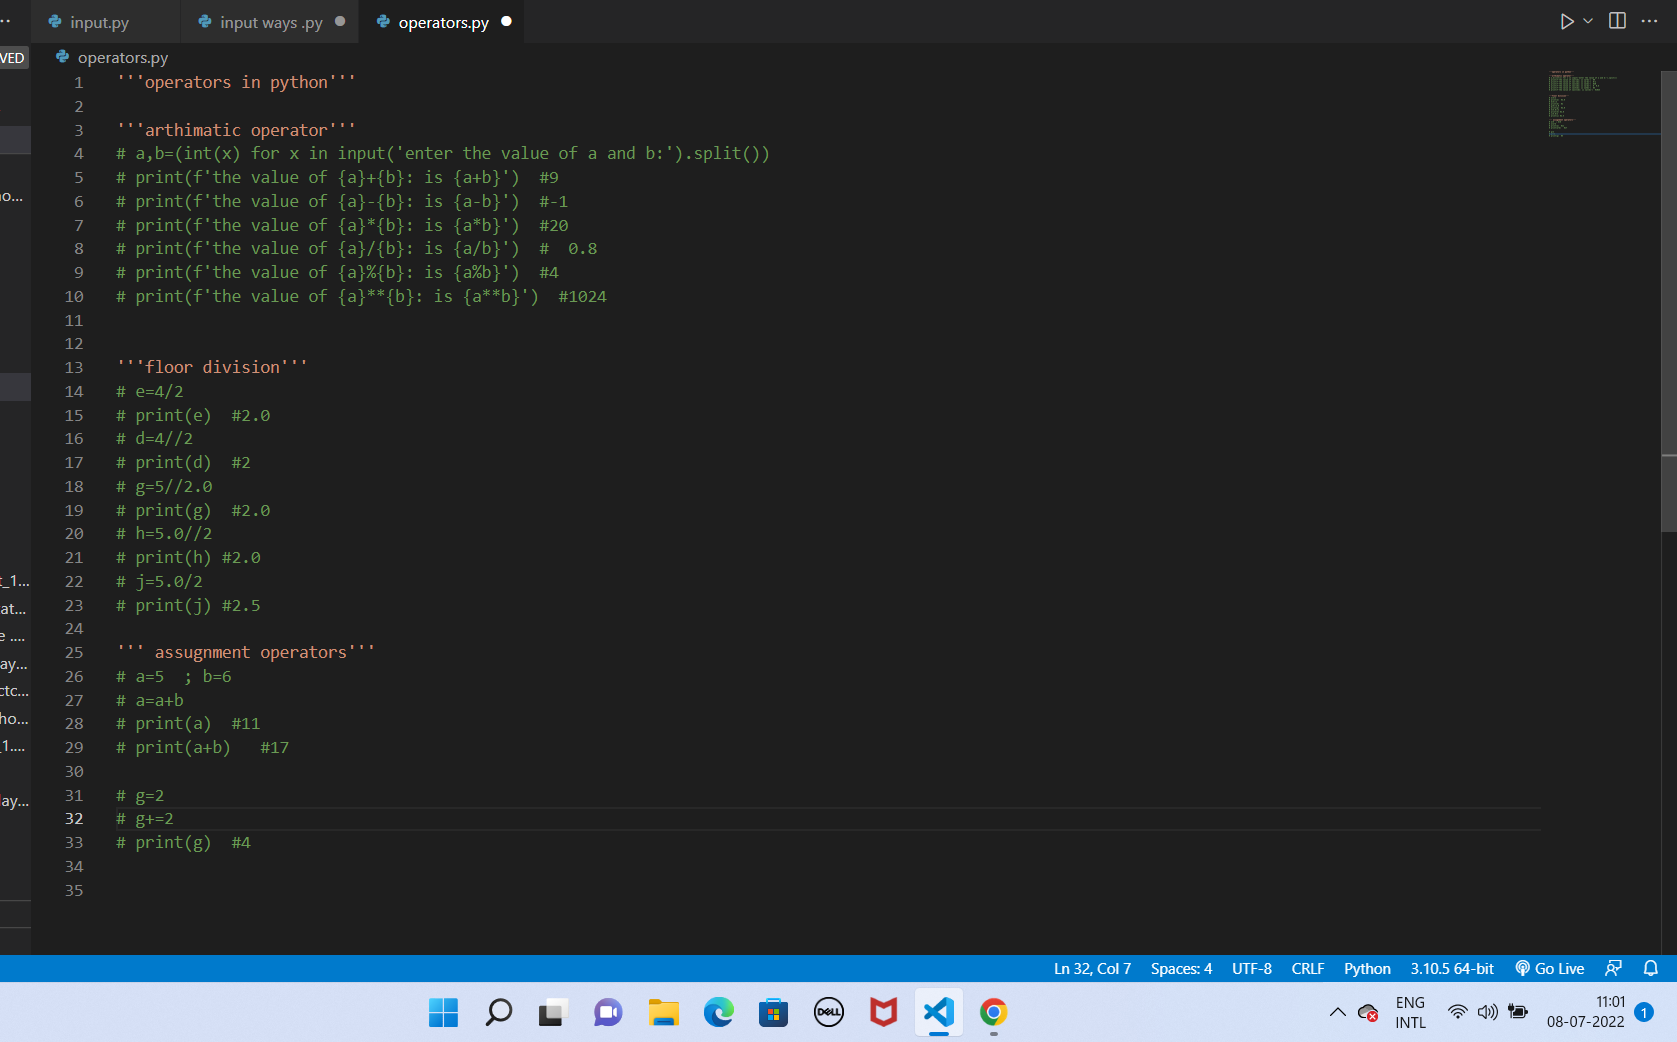 input.py
input ways .py
operators.py
VED
operators.py
1 '''operators in python'''
2
3 '''arthimatic operator'''
4 # a,b=(int(x) for x in input('enter the value of a and b:').split())
5 # print(f'the value of {a}+{b}: is {a+b}')  #9
6 # print(f'the value of {a}-{b}: is {a-b}')  #-1
7 # print(f'the value of {a}*{b}: is {a*b}')  #20
8 # print(f'the value of {a}/{b}: is {a/b}')  #  0.8
9 # print(f'the value of {a}%{b}: is {a%b}')  #4
10 # print(f'the value of {a}**{b}: is {a**b}')  #1024
11
12
13 '''floor division'''
14 # e=4/2
15 # print(e)  #2.0
16 # d=4//2
17 # print(d)  #2
18 # g=5//2.0
19 # print(g)  #2.0
20 # h=5.0//2
21 # print(h) #2.0
22 # j=5.0/2
23 # print(j) #2.5
24
25 ''' assugnment operators'''
26 # a=5  ; b=6
27 # a=a+b
28 # print(a)  #11
29 # print(a+b)   #17
30
31 # g=2
32 # g+=2
33 # print(g)  #4
34
35
Ln 32, Col 7 Spaces: 4 UTF-8 CRLF Python 3.10.5 64-bit Go Live
DELL
ENG
INTL
11:01
08-07-2022
1